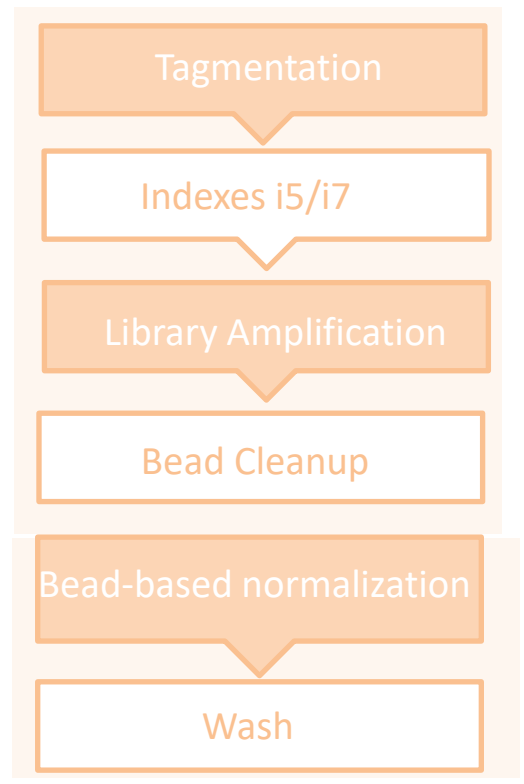 Tagmentation
Indexes i5/i7
Library Amplification
Bead Cleanup
Bead-based normalization
Wash